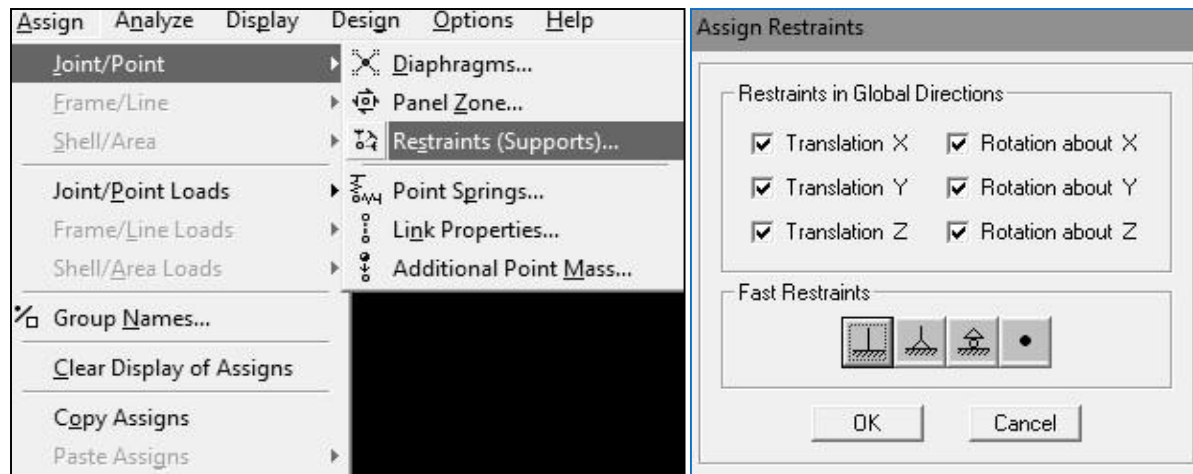 Assign Analyze Display Design Options Help
Joint/Point
Frame/Line
Shell/Area
Joint/Point Loads
Frame/Line Loads
Shell/Area Loads
Group Names...
Clear Display of Assigns
Copy Assigns
Paste Assigns
Diaphragms...
Panel Zone...
Restraints (Supports)...
Point Springs...
Link Properties...
Additional Point Mass...
Assign Restraints
Restraints in Global Directions
Translation X Rotation about X
Translation Y Rotation about Y
Translation Z Rotation about Z
Fast Restraints
OK Cancel